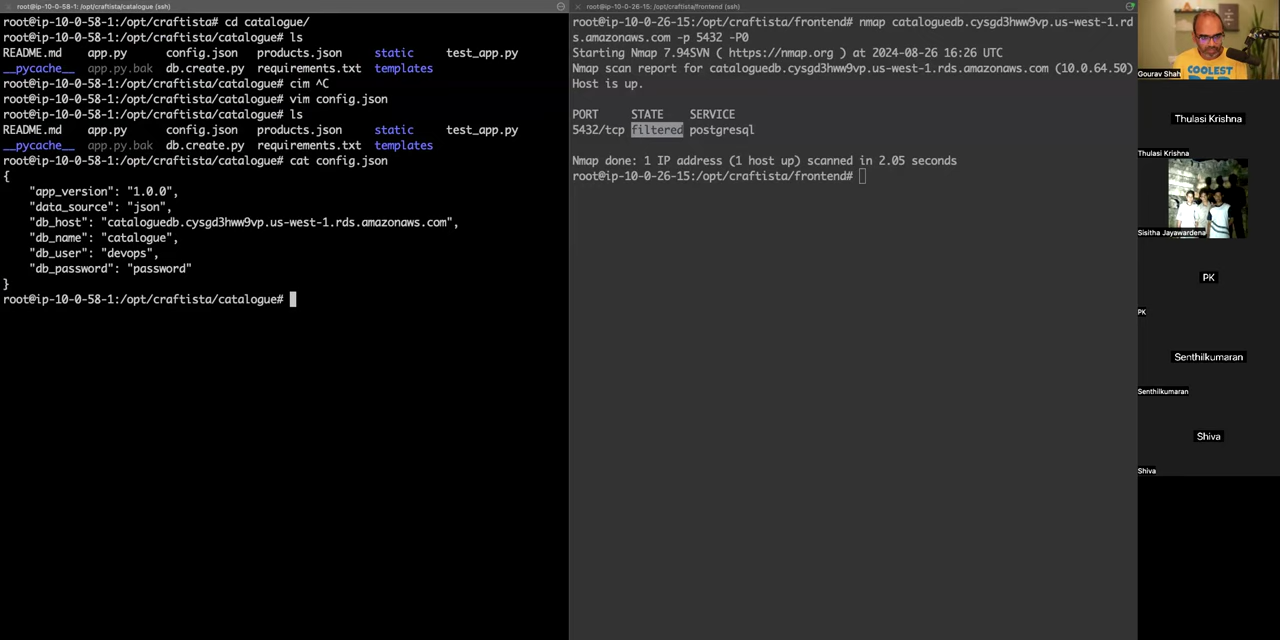 root@ip-10-0-58-1:/opt/craftista/catalogue (ssh)
root@ip-10-0-58-1:/opt/craftista# cd catalogue/
root@ip-10-0-58-1:/opt/craftista/catalogue# ls
README.md app.py config.json products.json static test_app.py
__pycache__ app.py.bak db.create.py requirements.txt templates
root@ip-10-0-58-1:/opt/craftista/catalogue# cim ^C
root@ip-10-0-58-1:/opt/craftista/catalogue# vim config.json
root@ip-10-0-58-1:/opt/craftista/catalogue# ls
README.md app.py config.json products.json static test_app.py
__pycache__ app.py.bak db.create.py requirements.txt templates
root@ip-10-0-58-1:/opt/craftista/catalogue# cat config.json
{
"app_version": "1.0.0",
"data_source": "json",
"db_host": "cataloguedb.cysgd3hww9vp.us-west-1.rds.amazonaws.com",
"db_name": "catalogue",
"db_user": "devops",
"db_password": "password"
}
root@ip-10-0-58-1:/opt/craftista/catalogue#
root@ip-10-0-26-15: /opt/craftista/frontend (ssh)
root@ip-10-0-26-15:/opt/craftista/frontend# nmap cataloguedb.cysgd3hww9vp.us-west-1.rd
s.amazonaws.com -p 5432 -P0
Starting Nmap 7.94SVN ( https://nmap.org ) at 2024-08-26 16:26 UTC
Nmap scan report for cataloguedb.cysgd3hww9vp.us-west-1.rds.amazonaws.com (10.0.64.50)
Host is up.
PORT STATE SERVICE
5432/tcp filtered postgresql
Nmap done: 1 IP address (1 host up) scanned in 2.05 seconds
root@ip-10-0-26-15:/opt/craftista/frontend#
COOLEST
Gourav Shah
Thulasi Krishna
Thulasi Krishna
Sisitha Jayawardena
PK
PK
Senthilkumaran
Senthilkumaran
Shiva
Shiva